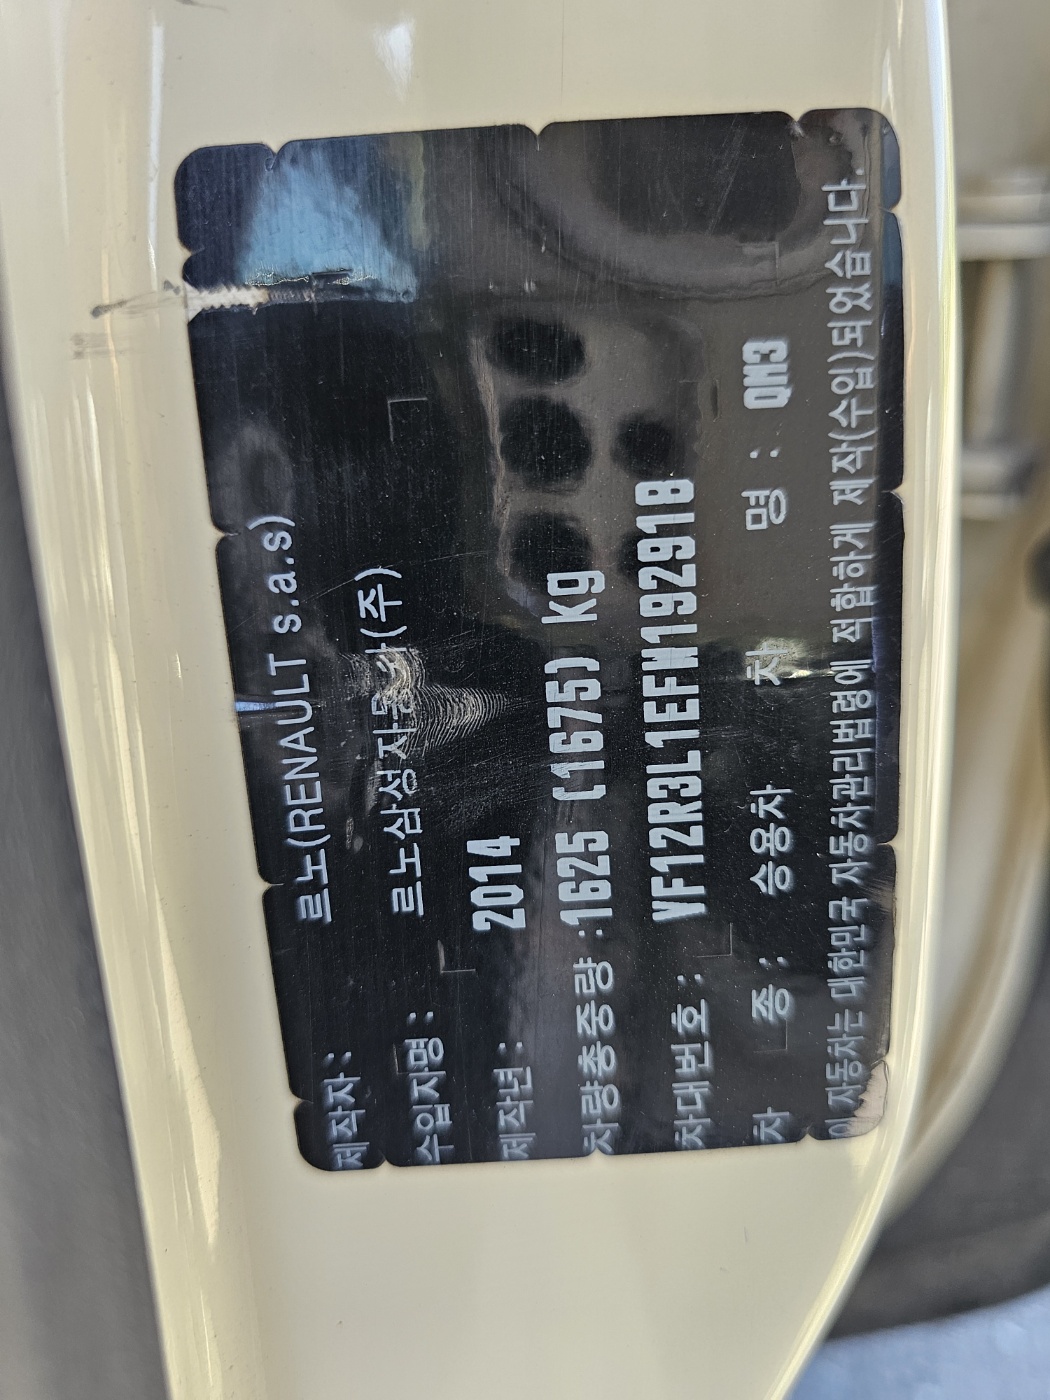 제작자: 르노(RENAULT s.a.s)
수입자명: 르노삼성자동차(주)
제작년: 2014
차량총중량:1625 (1675) kg
차대번호: VF12R3L1EFW192918
차 종: 승용차 차 명: QM3
이 자동차는 대한민국 자동차관리법령에 적합하게 제작(수입)되었습니다.